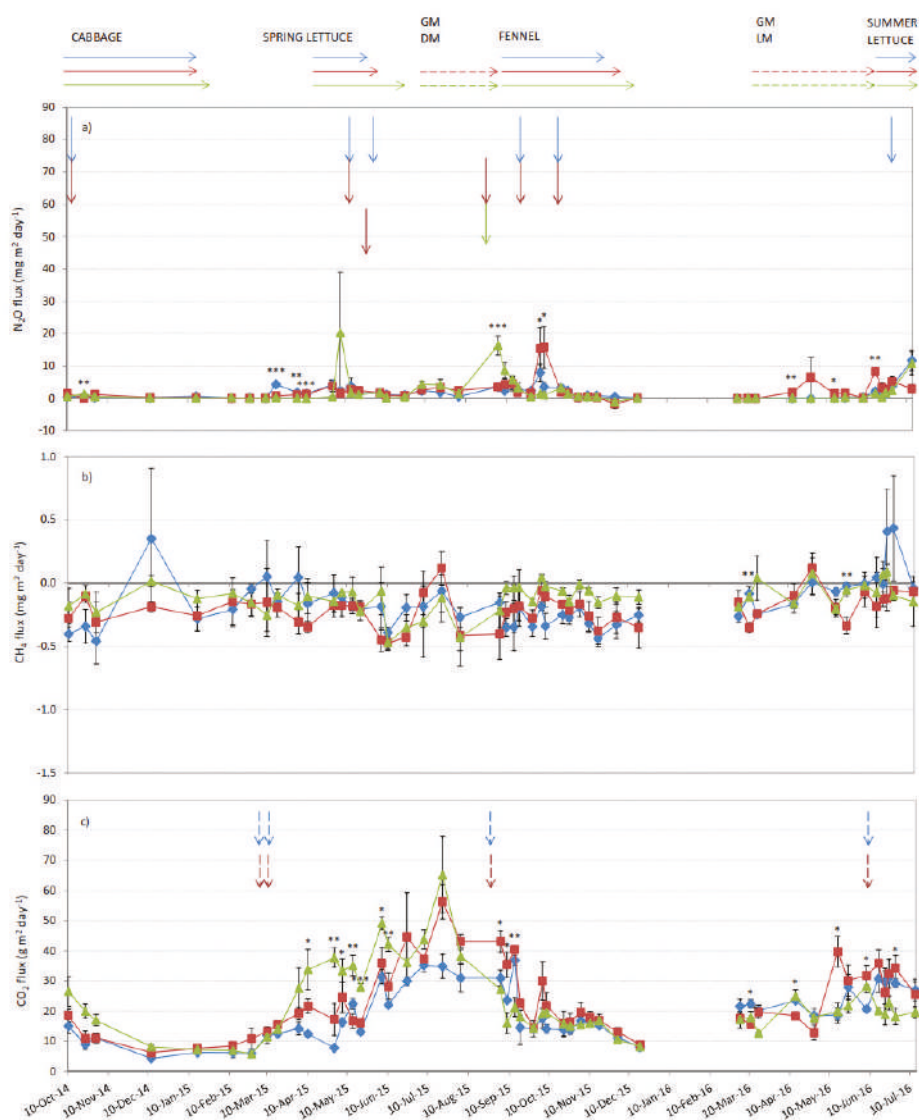 CABBAGE
SPRING LETTUCE
GM
DM
FENNEL
GM
LM
SUMMER
LETTUCE
a)
N2O flux (mg m² day⁻¹)
90
80
70
60
50
40
30
20
10
0
-10
**
***
**
***
***
*
*
**
*
**
b)
CH4 flux (mg m² day⁻¹)
1.0
0.5
0.0
-0.5
-1.0
-1.5
**
**
c)
CO2 flux (g m² day⁻¹)
90
80
70
60
50
40
30
20
10
0
*
**
*
**
***
*
**
*
*
**
*
*
*
*
*
10-Oct-14
10-Nov-14
10-Dec-14
10-Jan-15
10-Feb-15
10-Mar-15
10-Apr-15
10-May-15
10-Jun-15
10-Jul-15
10-Aug-15
10-Sep-15
10-Oct-15
10-Nov-15
10-Dec-15
10-Jan-16
10-Feb-16
10-Mar-16
10-Apr-16
10-May-16
10-Jun-16
10-Jul-16